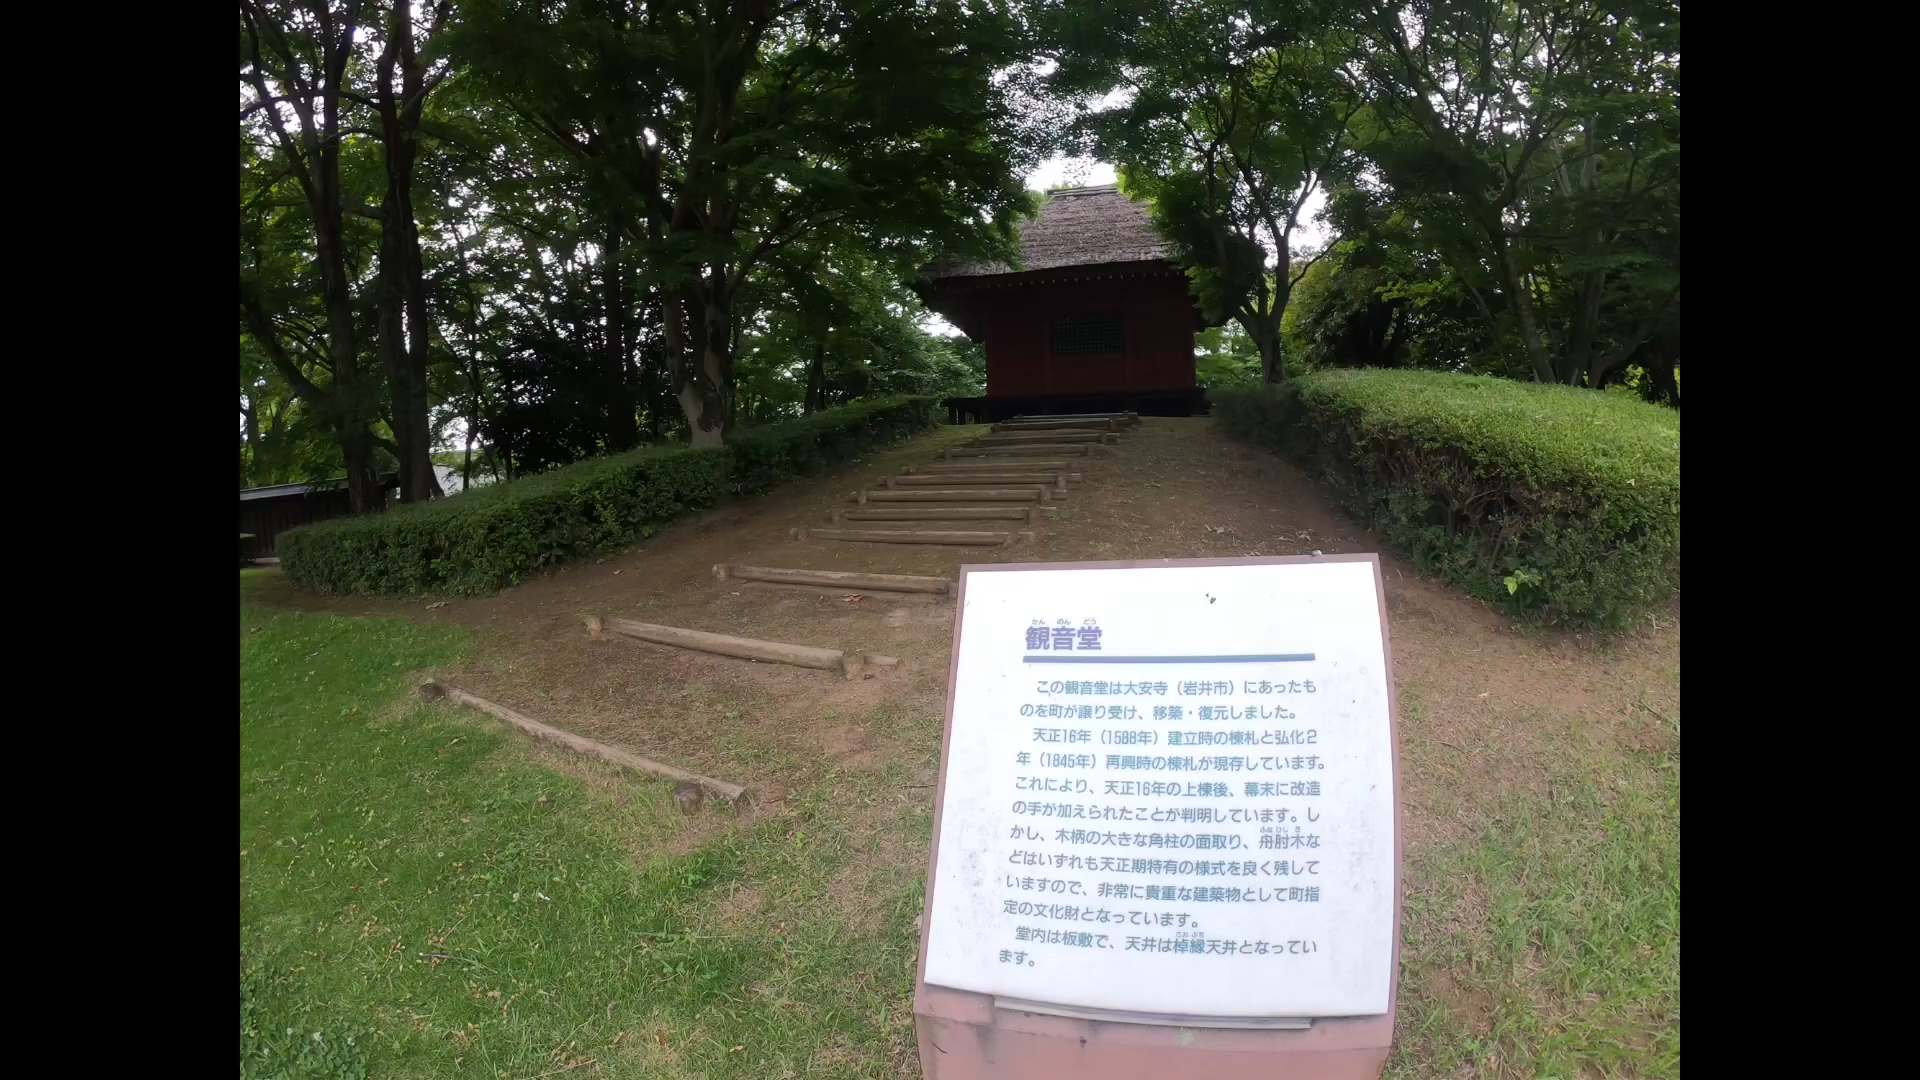 かん のん どう
観音堂
この観音堂は大安寺（岩井市）にあったも
のを町が譲り受け、移築・復元しました。
天正16年（1588年）建立時の棟札と弘化２
年（1845年）再興時の棟札が現存しています。
これにより、天正16年の上棟後、幕末に改造
の手が加えられたことが判明しています。し
かし、木柄の大きな角柱の面取り、舟肘木な
どはいずれも天正期特有の様式を良く残して
いますので、非常に貴重な建築物として町指
定の文化財となっています。
堂内は板敷で、天井は棹縁天井となってい
ます。